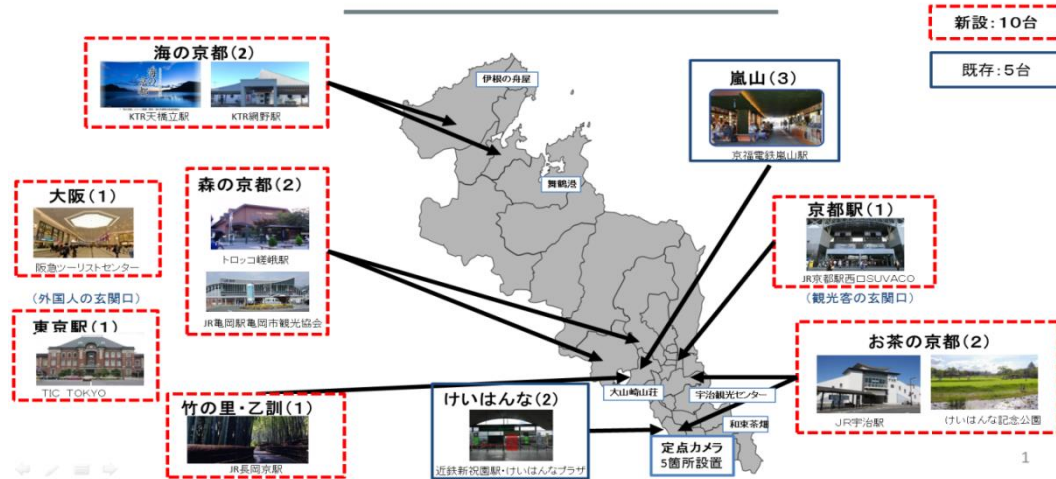 新設:10台
既存:5台
海の京都(2)
KTR天橋立駅
KTR網野駅
伊根の舟屋
舞鶴港
嵐山(3)
京福電鉄嵐山駅
大阪(1)
阪急ツーリストセンター
(外国人の玄関口)
森の京都(2)
トロッコ嵯峨駅
JR亀岡駅亀岡市観光協会
京都駅(1)
JR京都駅西口SUVACO
(観光客の玄関口)
東京駅(1)
TIC TOKYO
お茶の京都(2)
JR宇治駅
けいはんな記念公園
竹の里・乙訓(1)
JR長岡京駅
けいはんな(2)
近鉄新祝園駅・けいはんなプラザ
大山崎山荘
宇治観光センター
和束茶畑
定点カメラ
5箇所設置
1